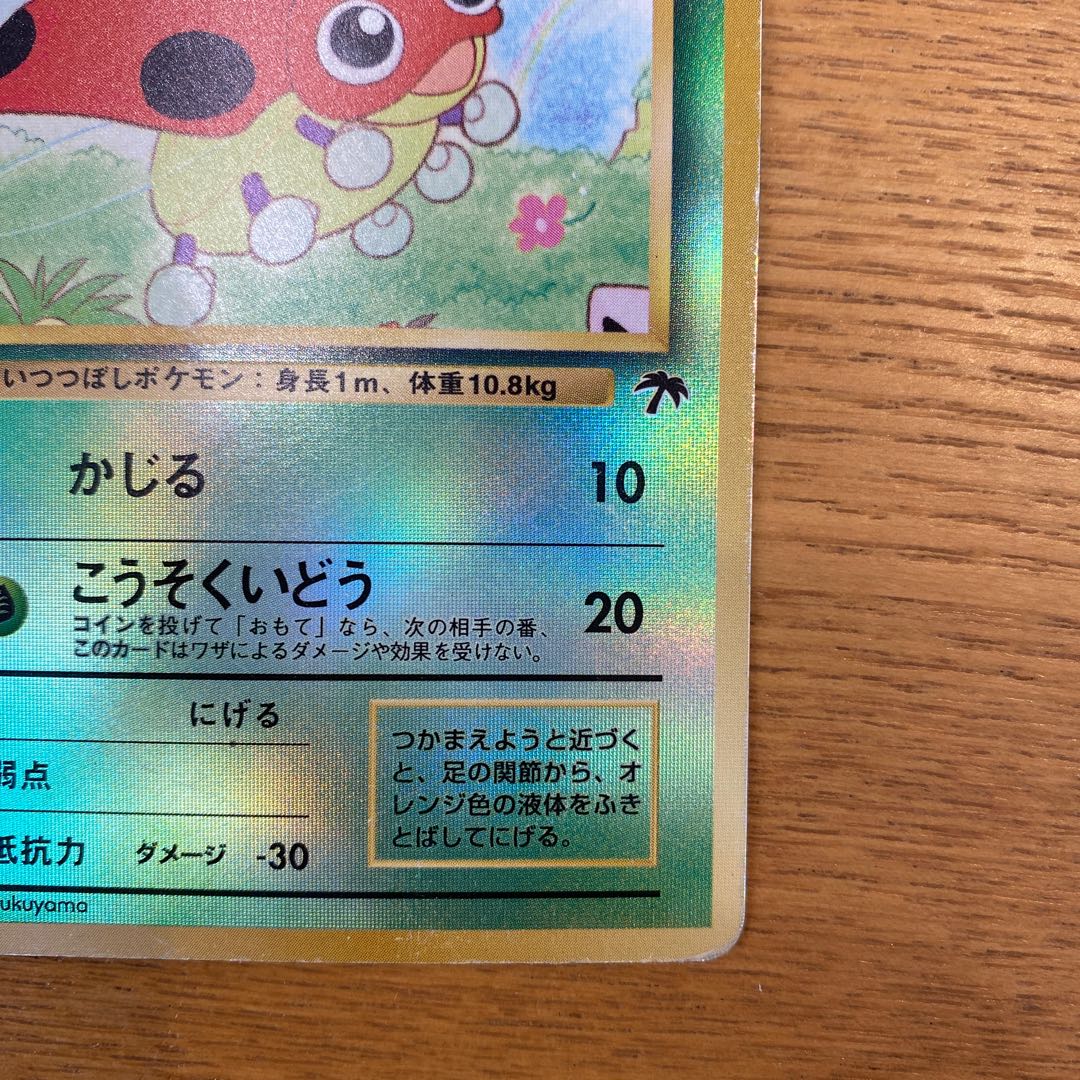 いつつぼしポケモン：身長1m、体重10.8kg
かじる 10
こうそくいどう 20
コインを投げて「おもて」なら、次の相手の番、
このカードはワザによるダメージや効果を受けない。
にげる
弱点
抵抗力 ダメージ -30
つかまえようと近づく
と、足の関節から、オ
レンジ色の液体をふき
とばしてにげる。
ukuyama